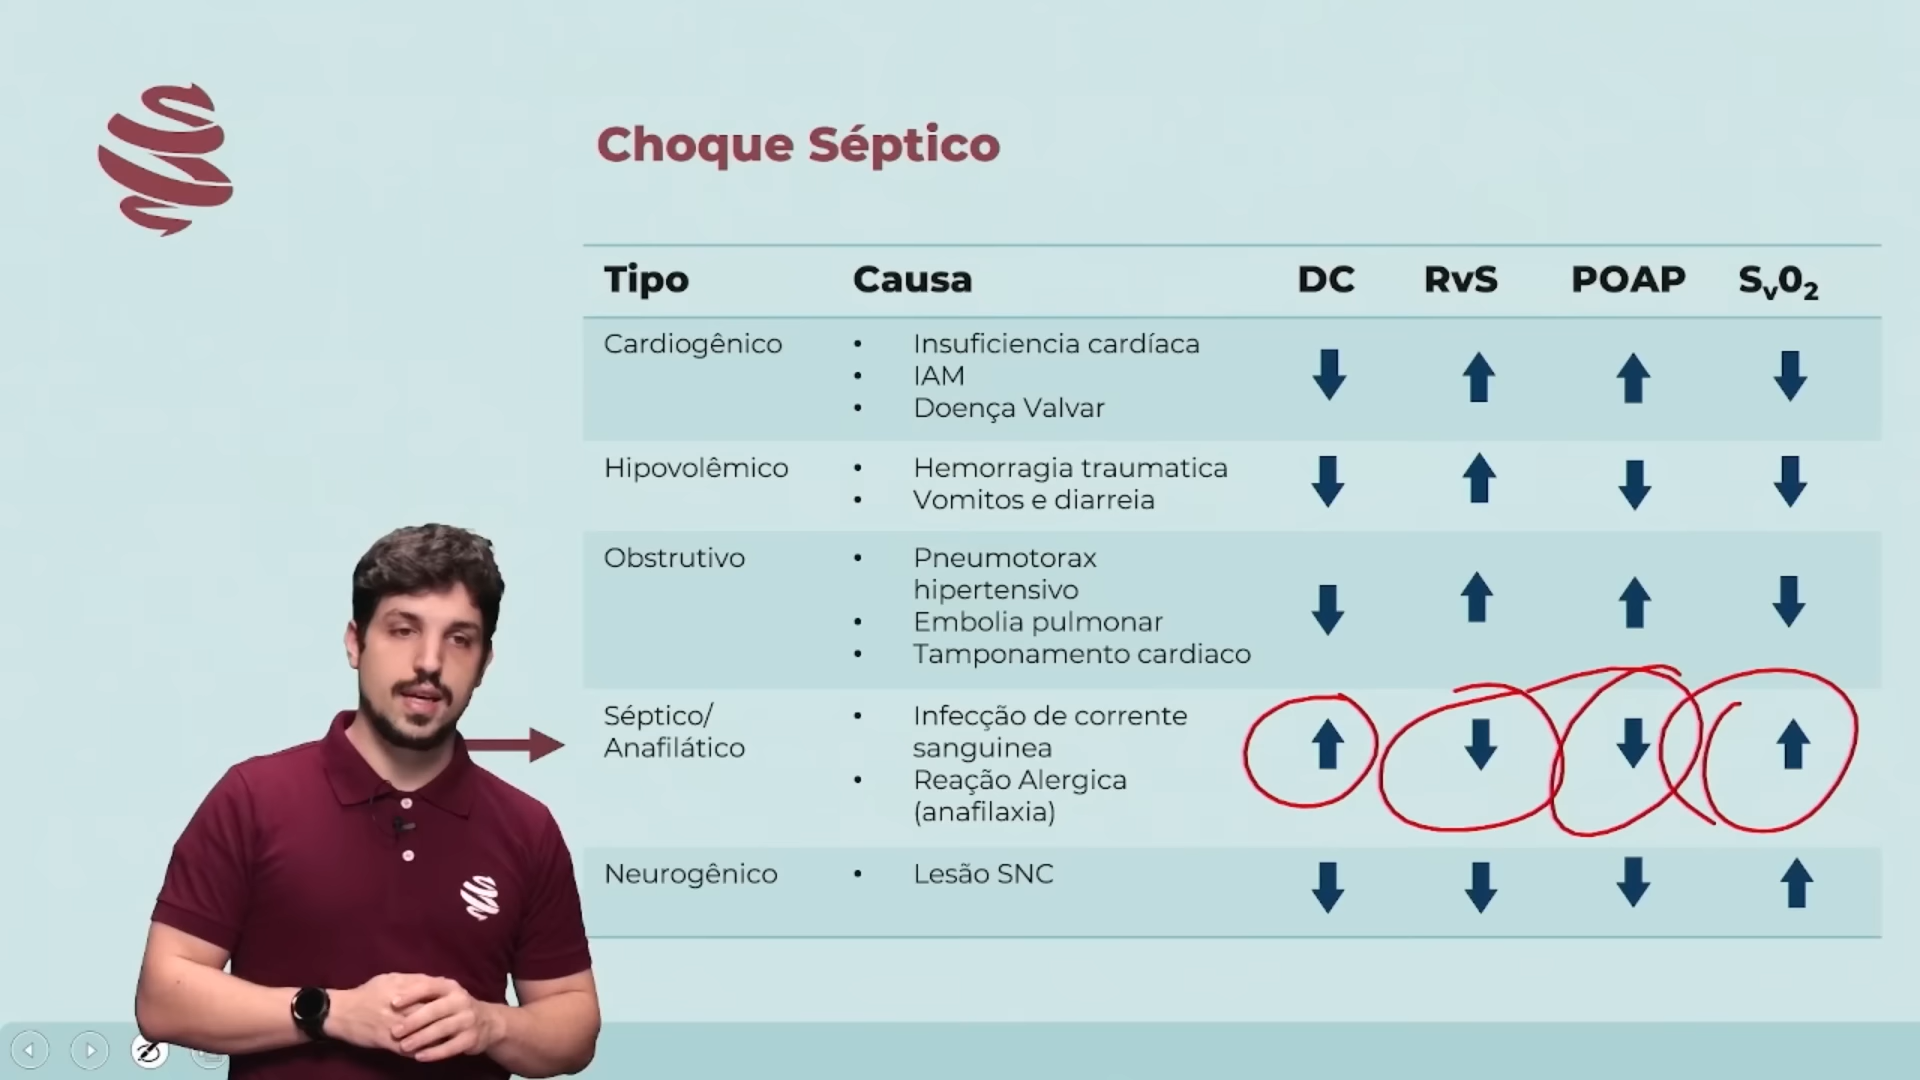 Choque Séptico
Tipo Causa DC RvS POAP Sv02
Cardiogênico
• Insuficiencia cardíaca
• IAM
• Doença Valvar
Hipovolêmico
• Hemorragia traumatica
• Vomitos e diarreia
Obstrutivo
• Pneumotorax
hipertensivo
• Embolia pulmonar
• Tamponamento cardiaco
Séptico/
Anafilático
• Infecção de corrente
sanguinea
• Reação Alergica
(anafilaxia)
Neurogênico
• Lesão SNC